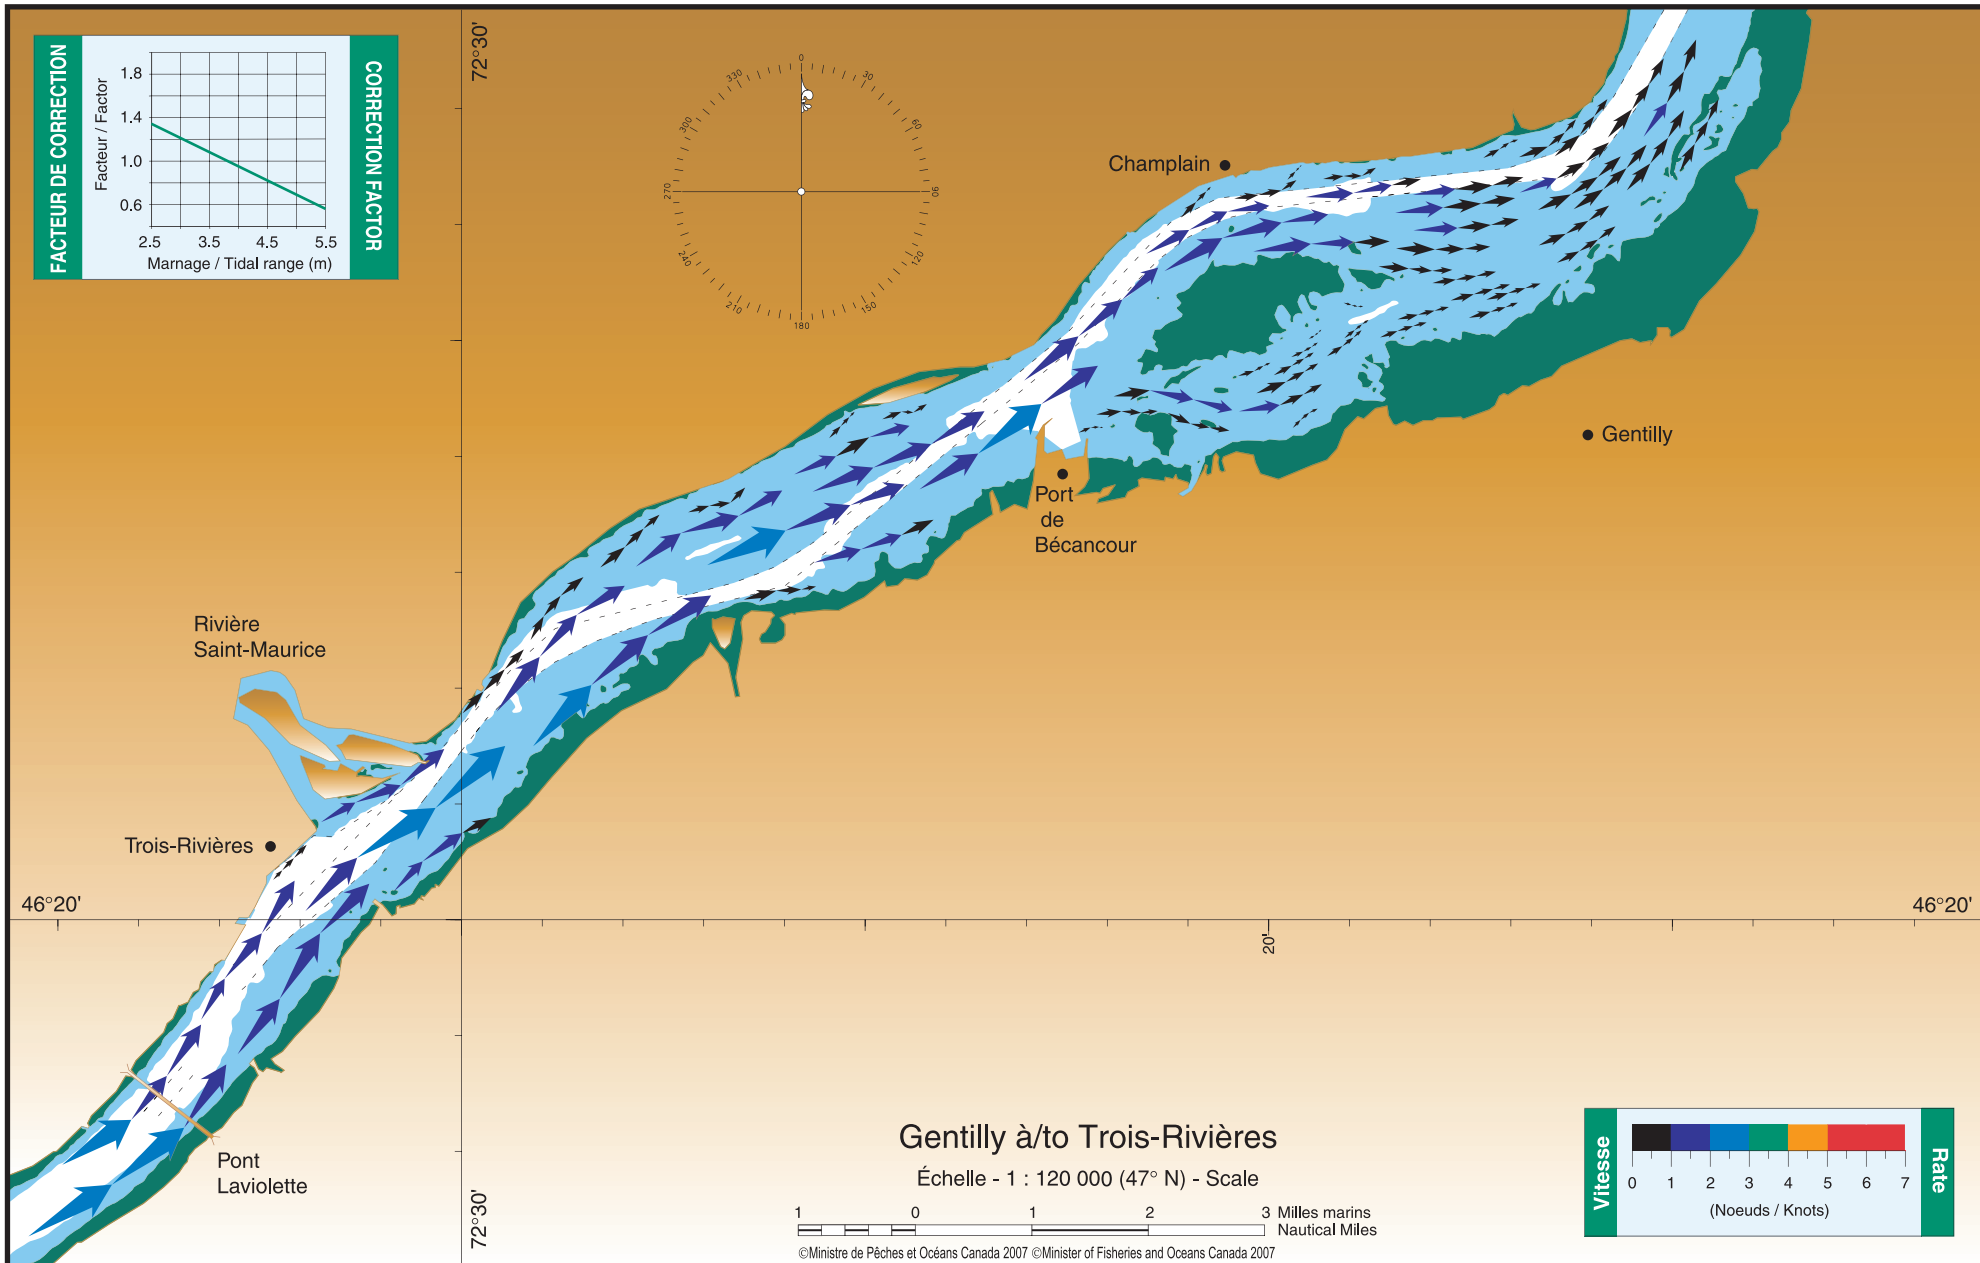 FACTEUR DE CORRECTION
Facteur / Factor
1.8
1.4
1.0
0.6
2.5 3.5 4.5 5.5
Marnage / Tidal range (m)
CORRECTION FACTOR
72°30'
0
30
60
90
120
150
180
210
240
270
300
330
Champlain
Gentilly
Port
de
Bécancour
Rivière
Saint-Maurice
Trois-Rivières
46°20'
46°20'
20'
Pont
Laviolette
72°30'
Gentilly à/to Trois-Rivières
Échelle - 1 : 120 000 (47° N) - Scale
1 0 1 2 3 Milles marins
Nautical Miles
©Ministre de Pêches et Océans Canada 2007 ©Minister of Fisheries and Oceans Canada 2007
Vitesse
0 1 2 3 4 5 6 7
(Noeuds / Knots)
Rate